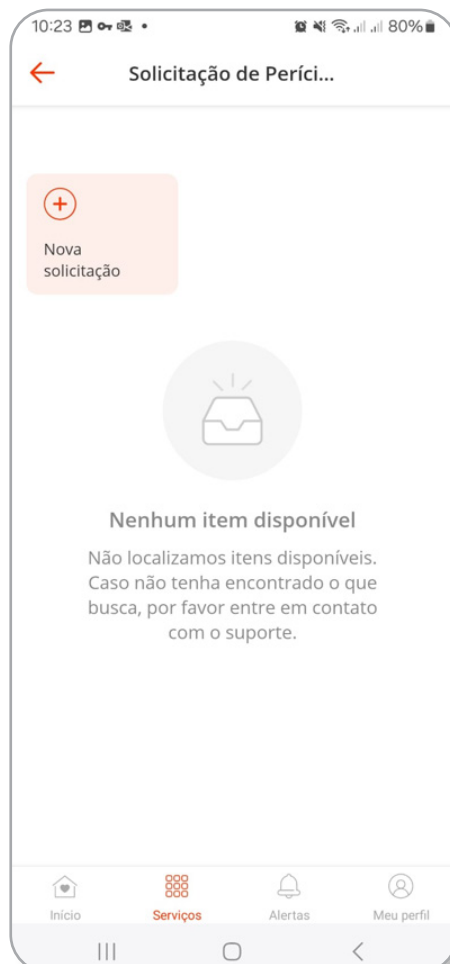 10:23
80%
Solicitação de Períci...
Nova
solicitação
Nenhum item disponível
Não localizamos itens disponíveis.
Caso não tenha encontrado o que
busca, por favor entre em contato
com o suporte.
Início
Serviços
Alertas
Meu perfil